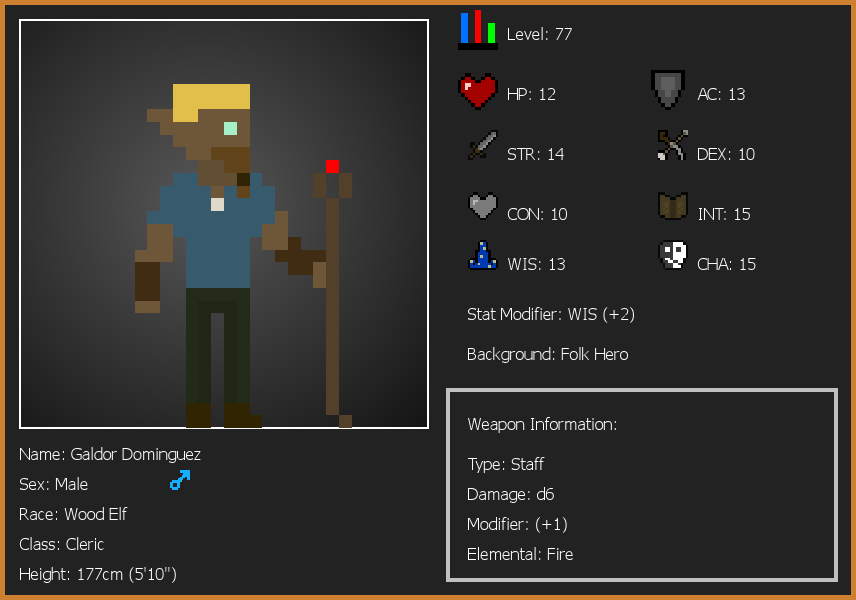 Level: 77
HP: 12
AC: 13
STR: 14
DEX: 10
CON: 10
INT: 15
WIS: 13
CHA: 15
Stat Modifier: WIS (+2)
Background: Folk Hero
Weapon Information:
Type: Staff
Damage: d6
Modifier: (+1)
Elemental: Fire
Name: Galdor Dominguez
Sex: Male
Race: Wood Elf
Class: Cleric
Height: 177cm (5'10")